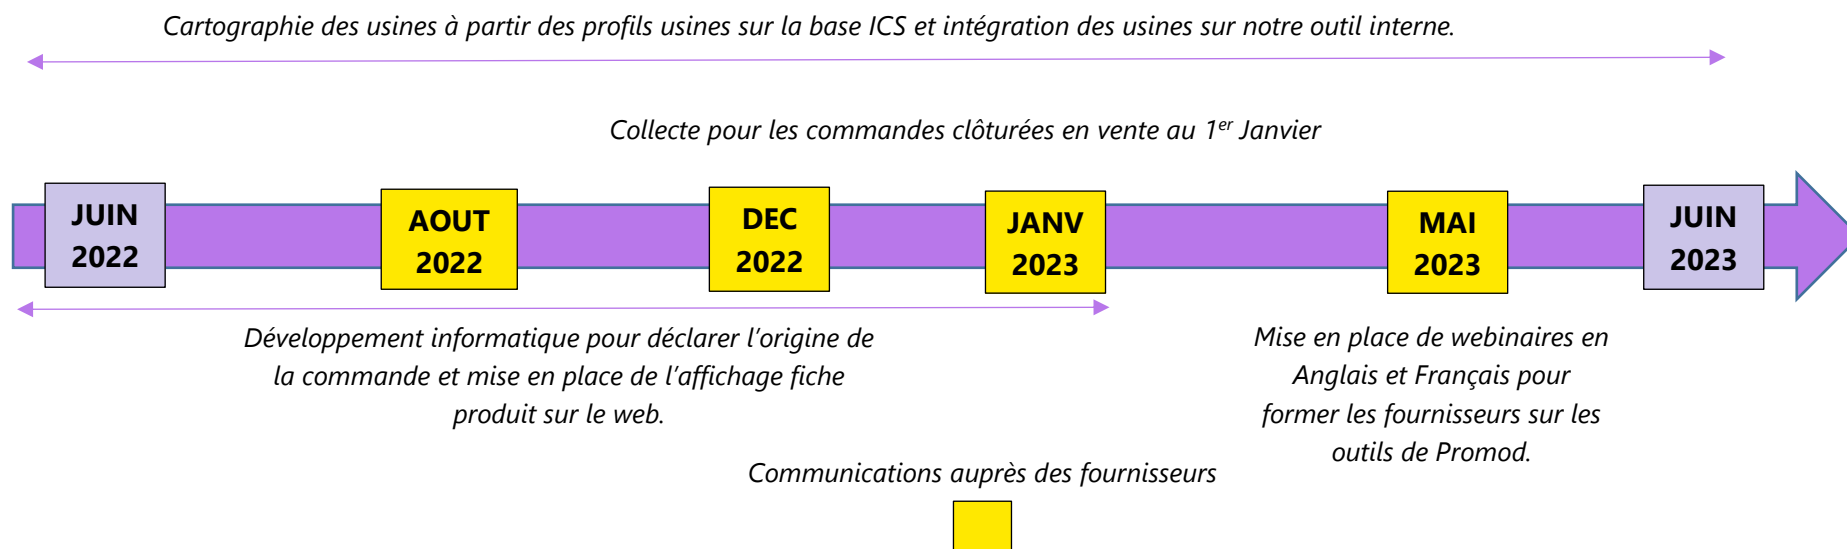 Cartographie des usines à partir des profils usines sur la base ICS et intégration des usines sur notre outil interne.
Collecte pour les commandes clôturées en vente au 1er Janvier
JUIN
2022
AOUT
2022
DEC
2022
JANV
2023
MAI
2023
JUIN
2023
Développement informatique pour déclarer l’origine de
la commande et mise en place de l’affichage fiche
produit sur le web.
Mise en place de webinaires en
Anglais et Français pour
former les fournisseurs sur les
outils de Promod.
Communications auprès des fournisseurs